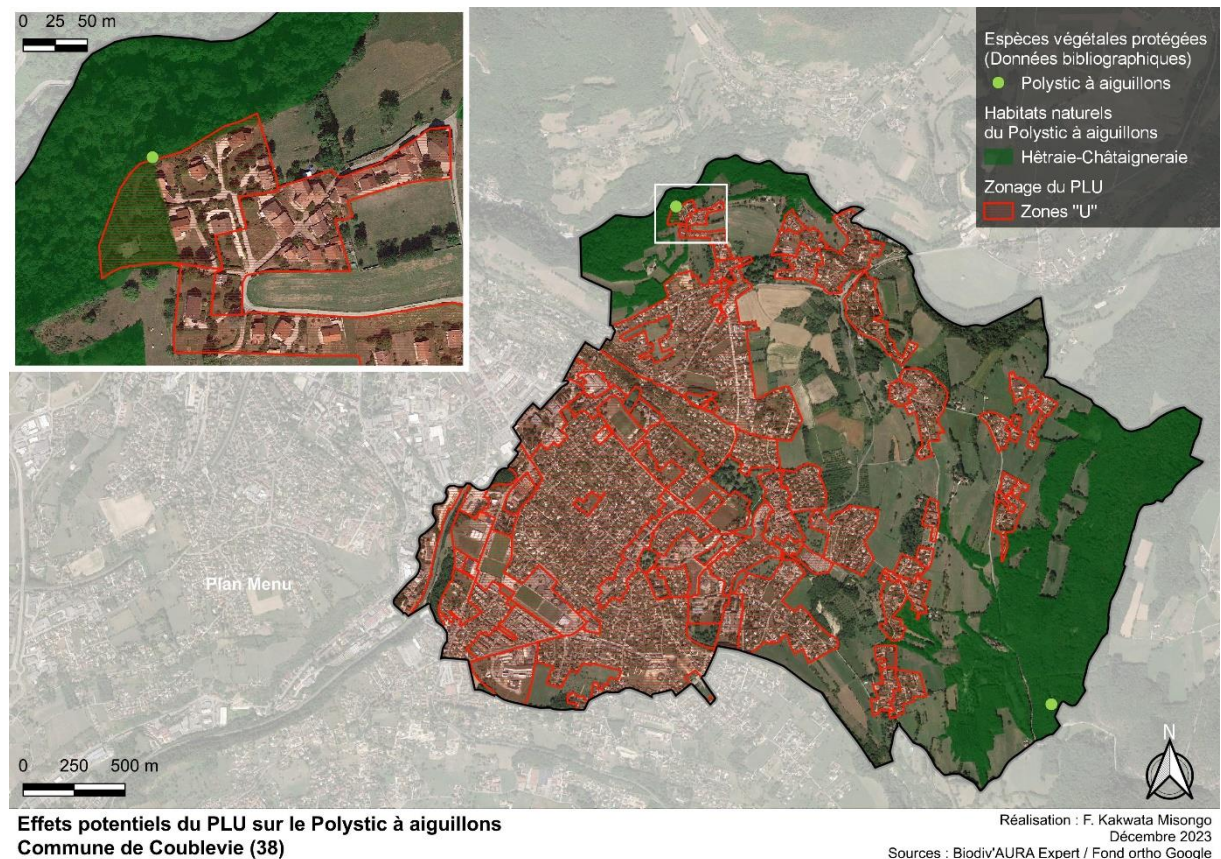 0 25 50 m
Espèces végétales protégées
(Données bibliographiques)
Polystic à aiguillons
Habitats naturels
du Polystic à aiguillons
Hêtraie-Châtaigneraie
Zonage du PLU
Zones "U"
Plan Menu
N
0 250 500 m
Effets potentiels du PLU sur le Polystic à aiguillons
Commune de Coublevie (38)
Réalisation : F. Kakwata Misongo
Décembre 2023
Sources : Biodiv'AURA Expert / Fond ortho Google